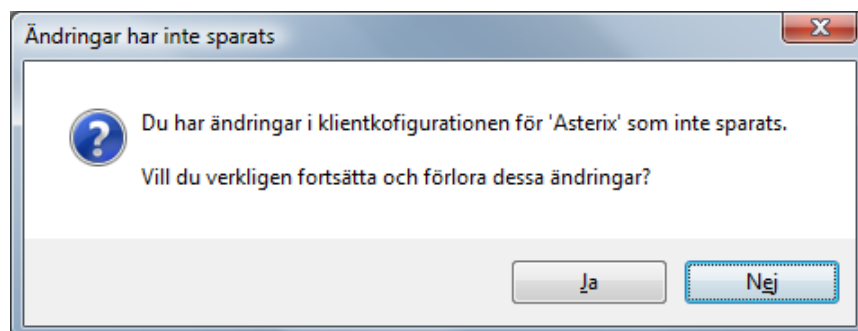 Ändringar har inte sparats
Du har ändringar i klientkofigurationen för 'Asterix' som inte sparats.
Vill du verkligen fortsätta och förlora dessa ändringar?
Ja
Nej